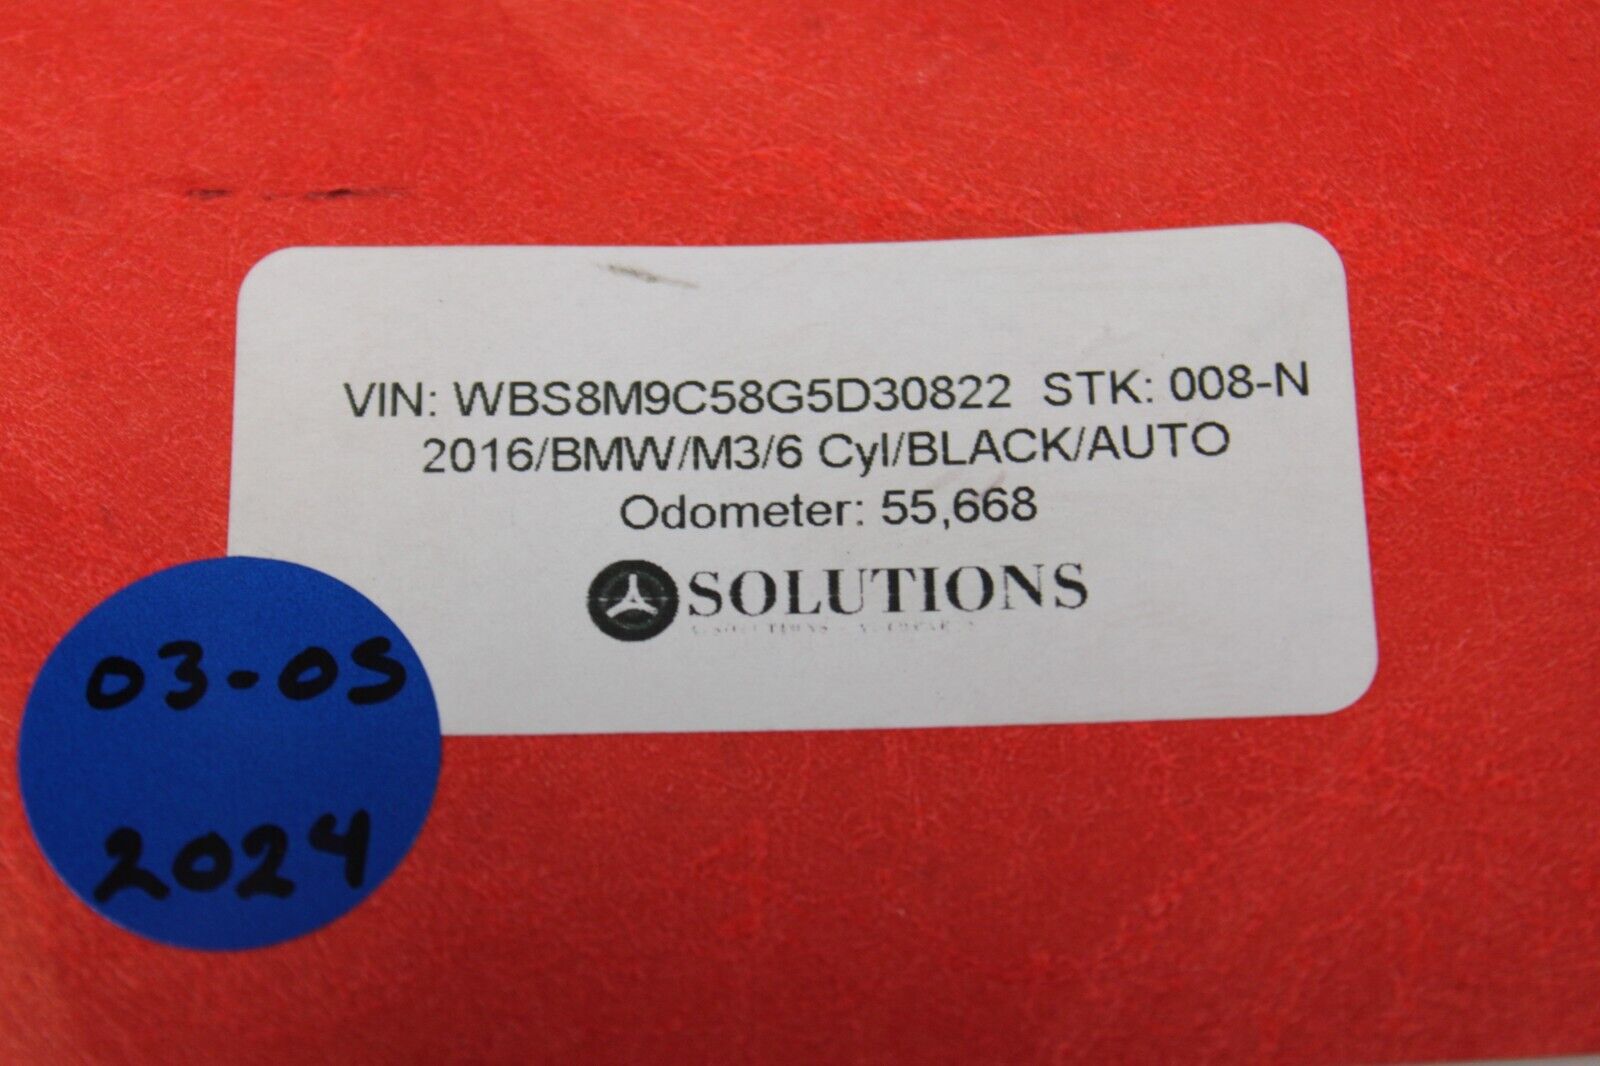 VIN: WBS8M9C58G5D30822 STK: 008-N
2016/BMW/M3/6 Cyl/BLACK/AUTO
Odometer: 55,668
SOLUTIONS
03-05
2024